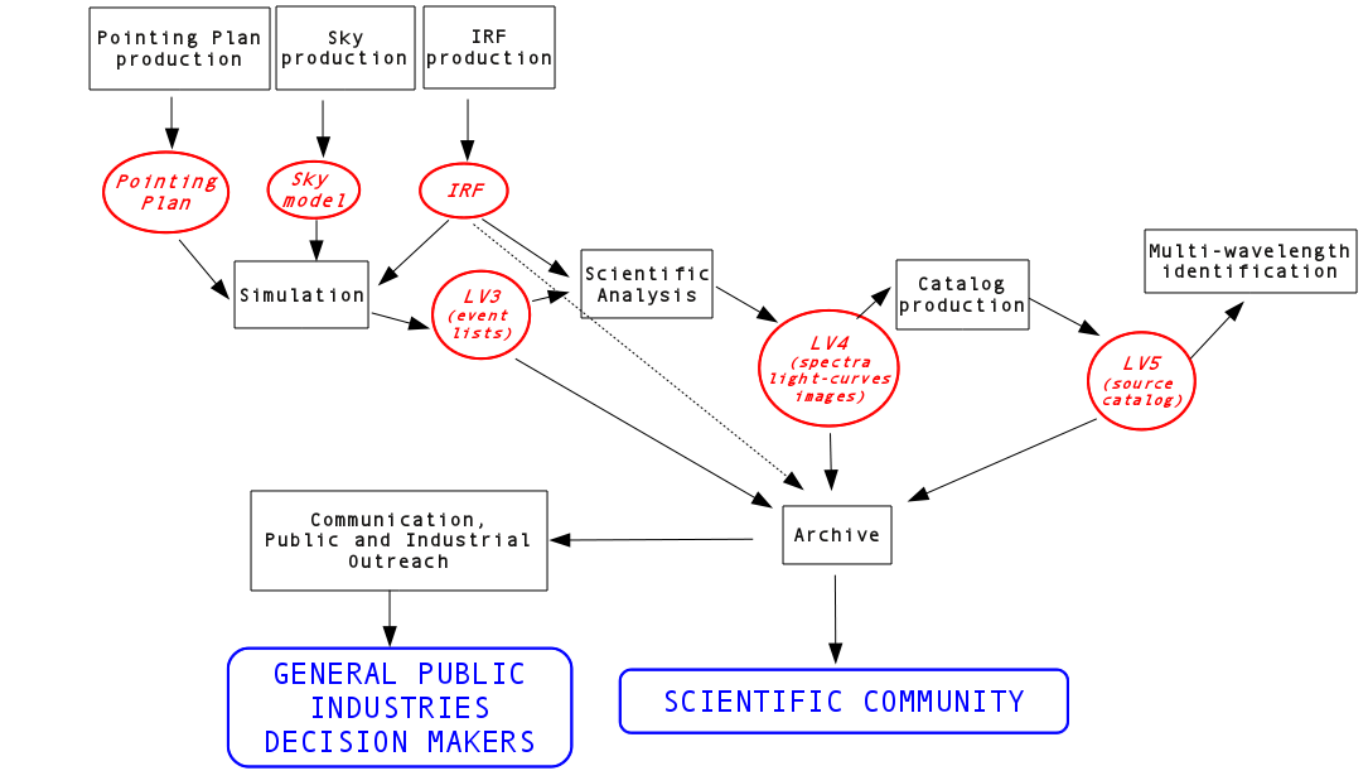 Pointing Plan
production
Sky
production
IRF
production
Pointing
Plan
Sky
model
IRF
Simulation
LV3
(event
lists)
Scientific
Analysis
LV4
(spectra
light-curves
images)
Catalog
production
LV5
(source
catalog)
Multi-wavelength
identification
Communication,
Public and Industrial
Outreach
Archive
GENERAL PUBLIC
INDUSTRIES
DECISION MAKERS
SCIENTIFIC COMMUNITY